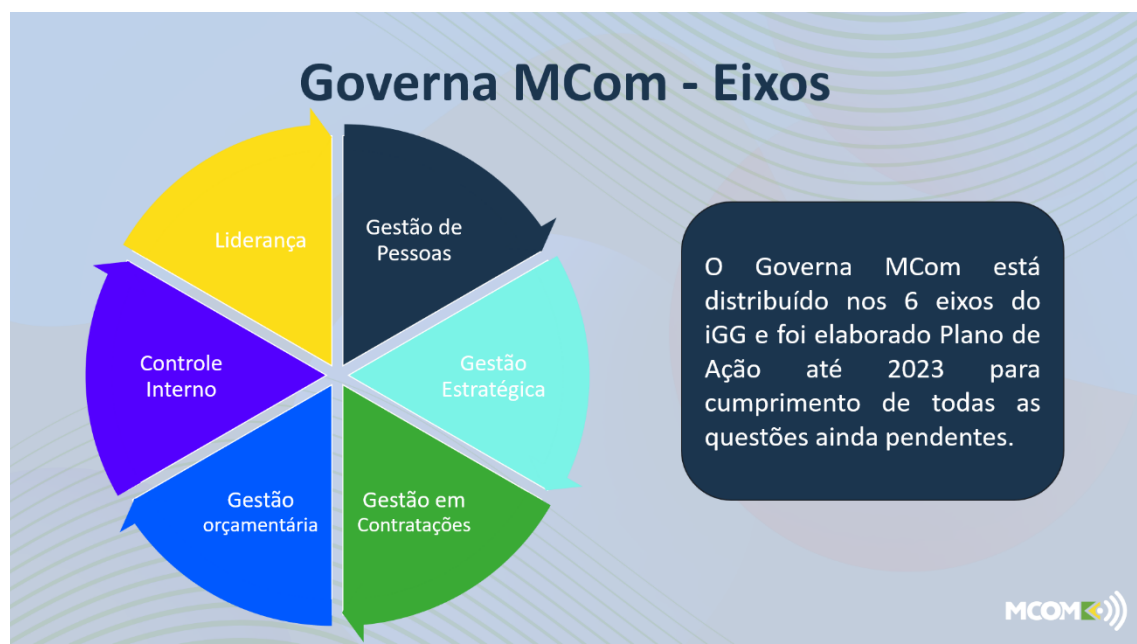 Governa MCom - Eixos
Liderança
Gestão de
Pessoas
Controle
Interno
Gestão
Estratégica
Gestão
orçamentária
Gestão em
Contratações
O Governa MCom está
distribuído nos 6 eixos do
iGG e foi elaborado Plano de
Ação até 2023 para
cumprimento de todas as
questões ainda pendentes.
MCOM